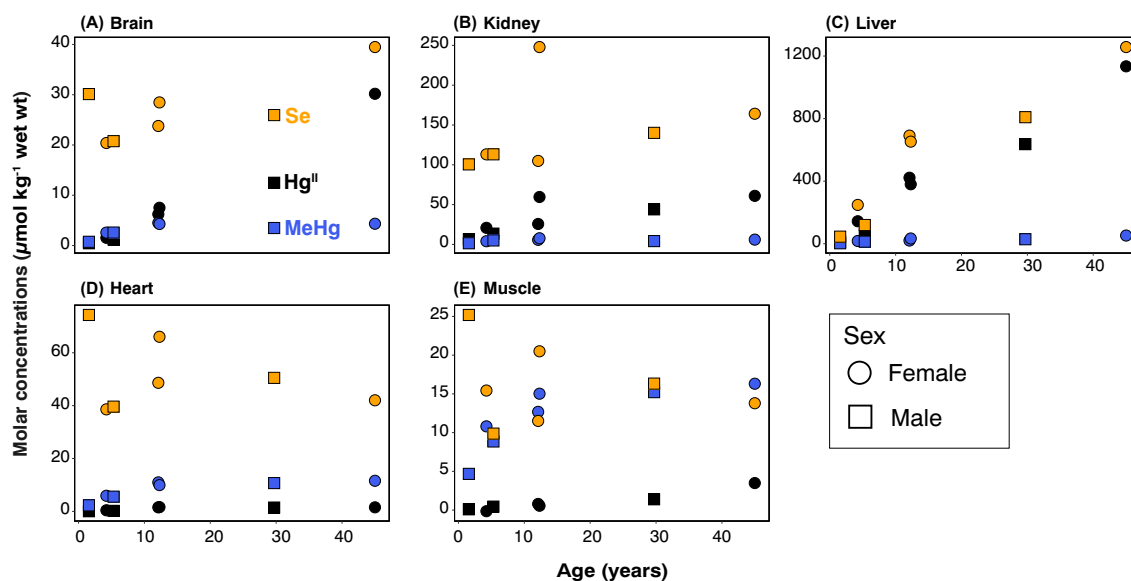 (A) Brain
(B) Kidney
(C) Liver
40
30
20
10
0
Se
Hg^II
MeHg
250
200
150
100
50
0
1200
800
400
0
0 10 20 30 40
(D) Heart
(E) Muscle
60
40
20
0
0 10 20 30 40
25
20
15
10
5
0
0 10 20 30 40
Sex
Female
Male
Molar concentrations (µmol kg⁻¹ wet wt)
Age (years)